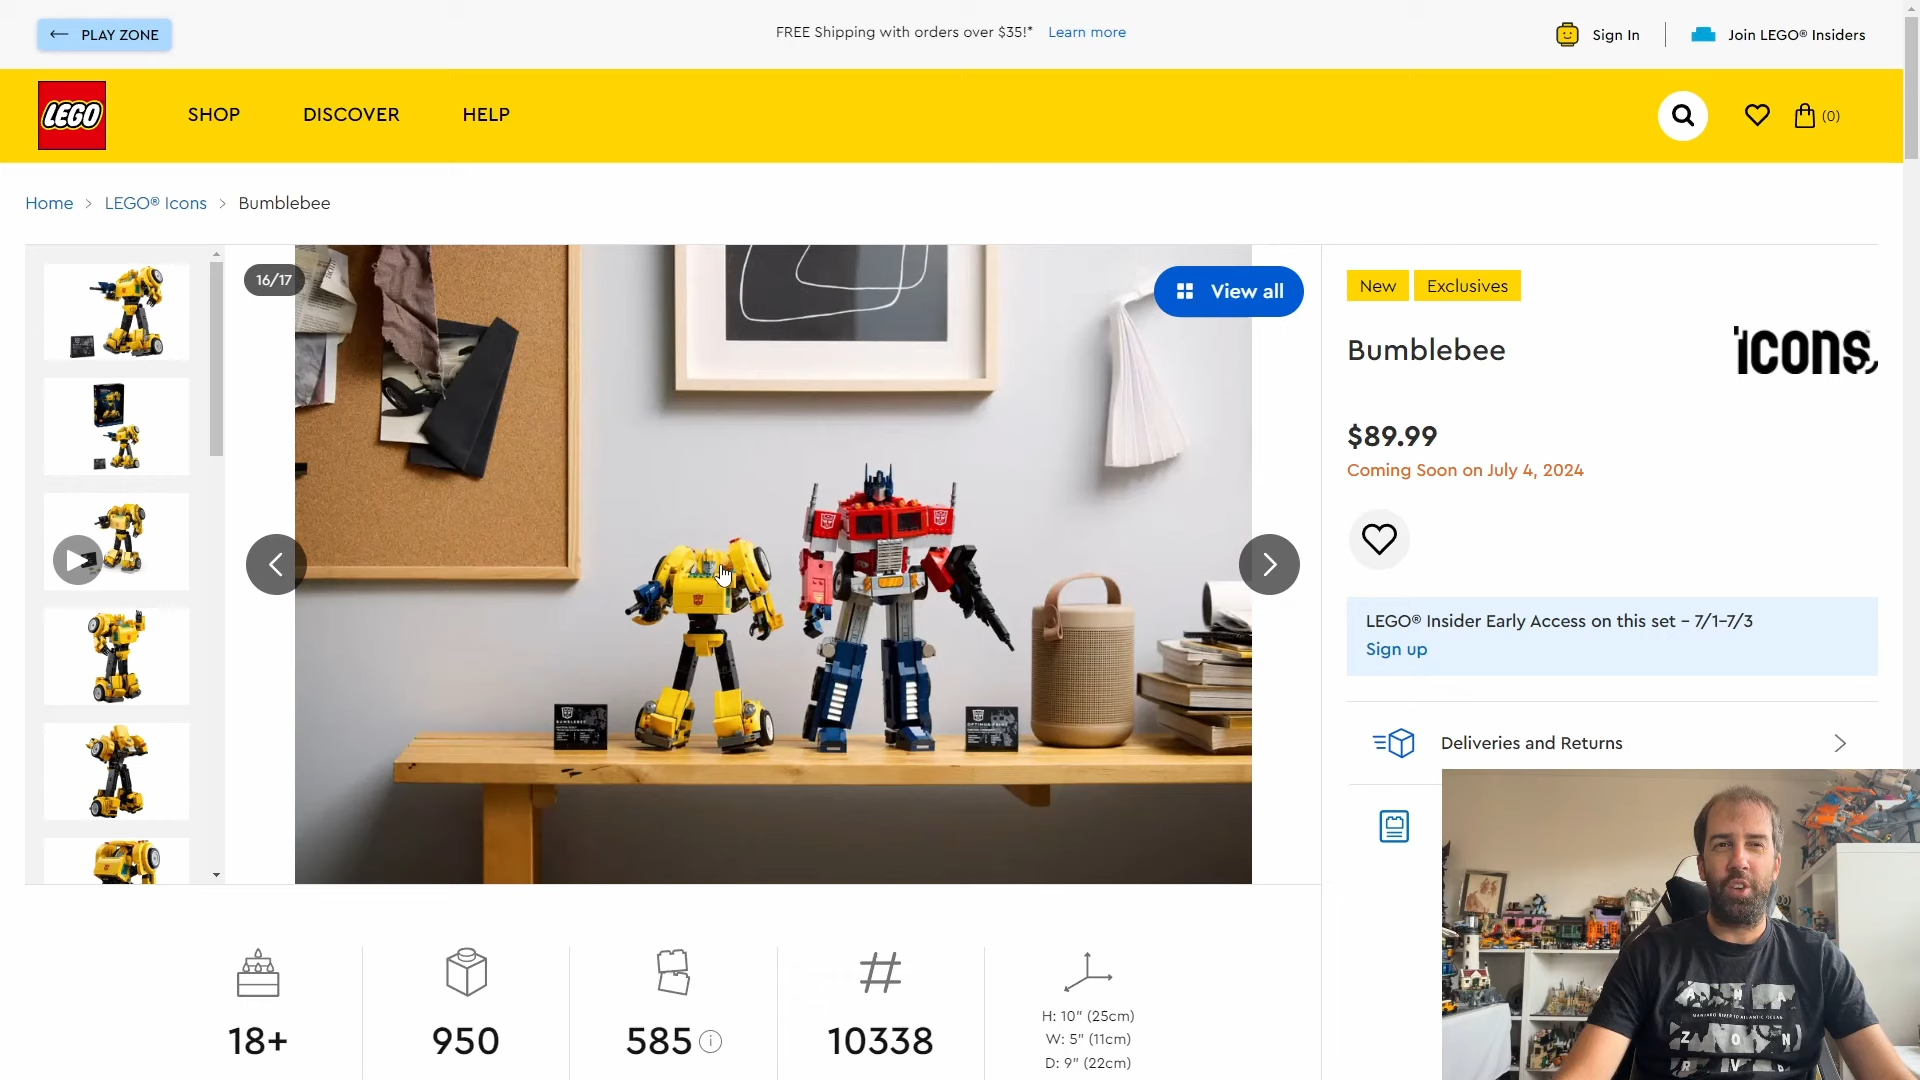 PLAY ZONE
FREE Shipping with orders over $35!* Learn more
Sign In
Join LEGO® Insiders
LEGO
SHOP
DISCOVER
HELP
(0)
Home > LEGO® Icons > Bumblebee
16/17
View all
New
Exclusives
Bumblebee
icons
$89.99
Coming Soon on July 4, 2024
LEGO® Insider Early Access on this set – 7/1–7/3
Sign up
Deliveries and Returns
BUMBLEBEE
OPTIMUS PRIME
18+
950
585
10338
H: 10" (25cm)
W: 5" (11cm)
D: 9" (22cm)